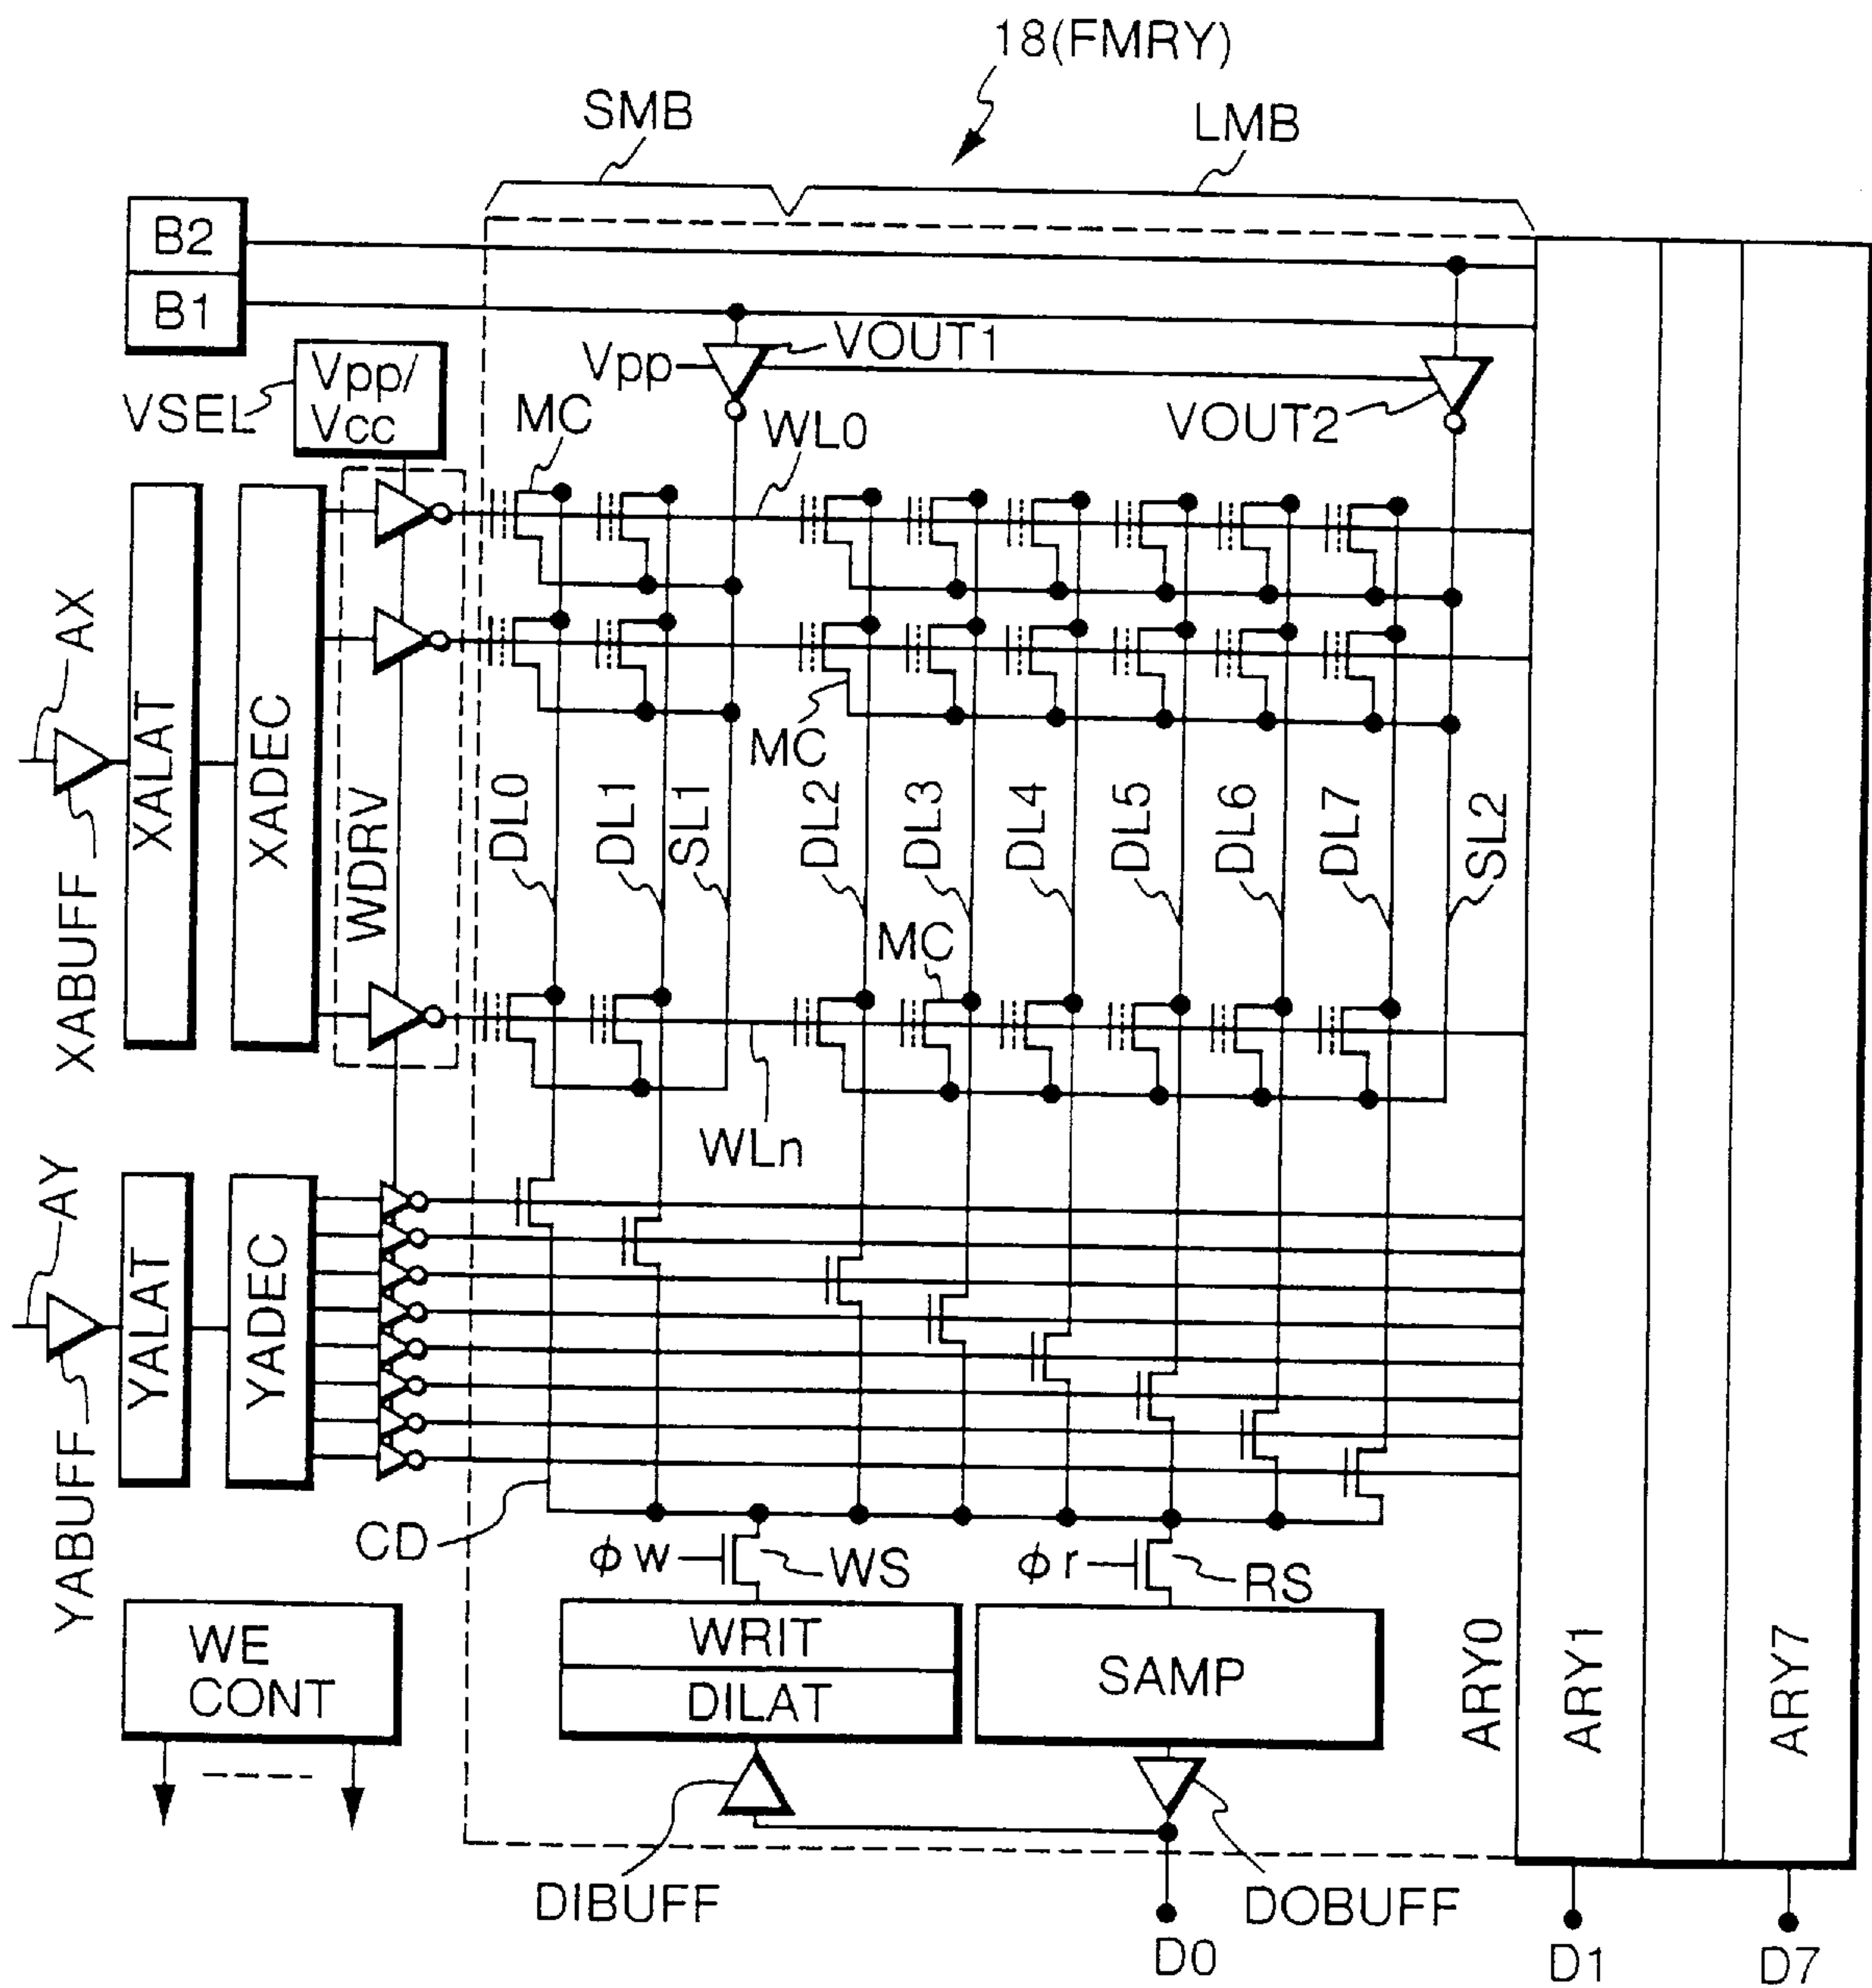 18(FMRY)
SMB
LMB
B2
B1
VOUT1
Vpp
Vpp/
Vcc
VSEL
MC
WL0
VOUT2
AX
XABUFF
XALAT
XADEC
WDRV
MC
DL0
DL1
SL1
DL2
DL3
DL4
DL5
DL6
DL7
SL2
MC
WLn
AY
YABUFF
YALAT
YADEC
CD
φw
WS
φr
RS
WE
CONT
WRIT
DILAT
SAMP
ARY0
ARY1
ARY7
DIBUFF
DOBUFF
D0
D1
D7